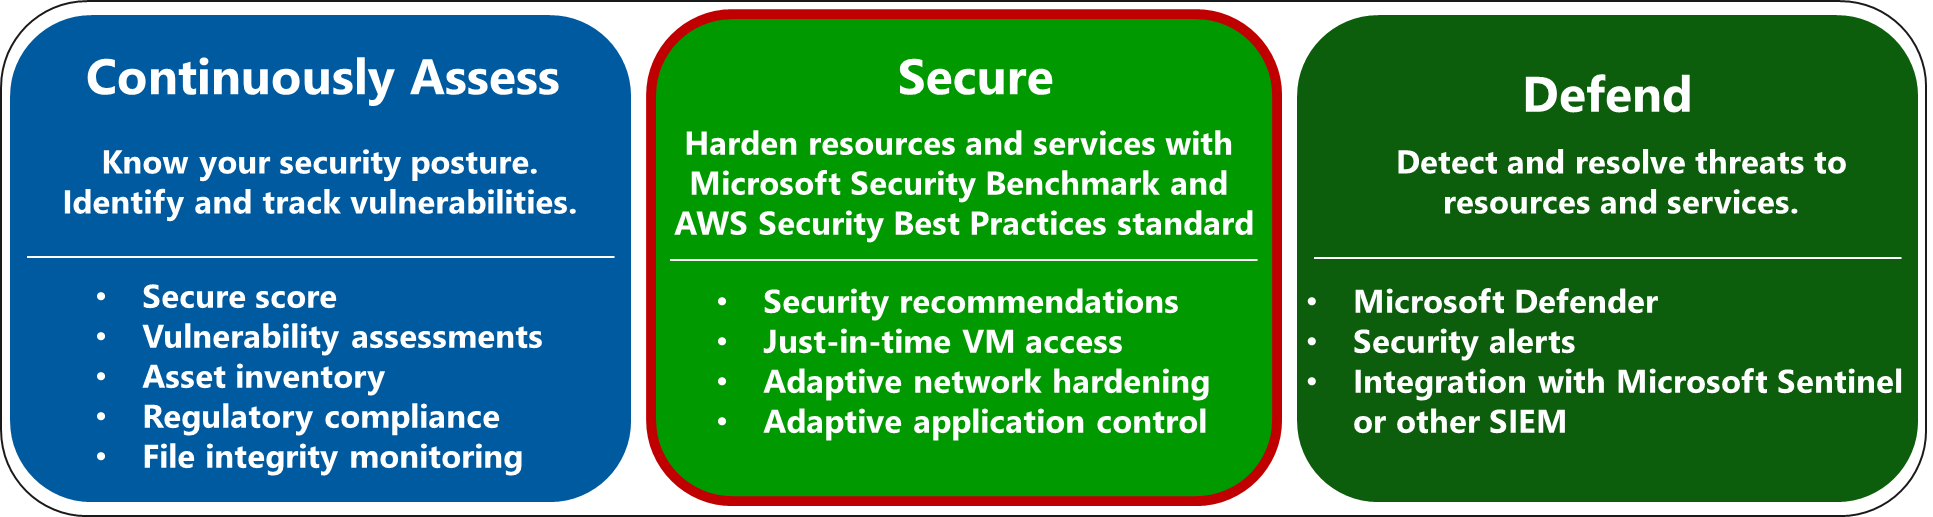 Continuously Assess
Know your security posture.
Identify and track vulnerabilities.
• Secure score
• Vulnerability assessments
• Asset inventory
• Regulatory compliance
• File integrity monitoring
Secure
Harden resources and services with
Microsoft Security Benchmark and
AWS Security Best Practices standard
• Security recommendations
• Just-in-time VM access
• Adaptive network hardening
• Adaptive application control
Defend
Detect and resolve threats to
resources and services.
• Microsoft Defender
• Security alerts
• Integration with Microsoft Sentinel
or other SIEM